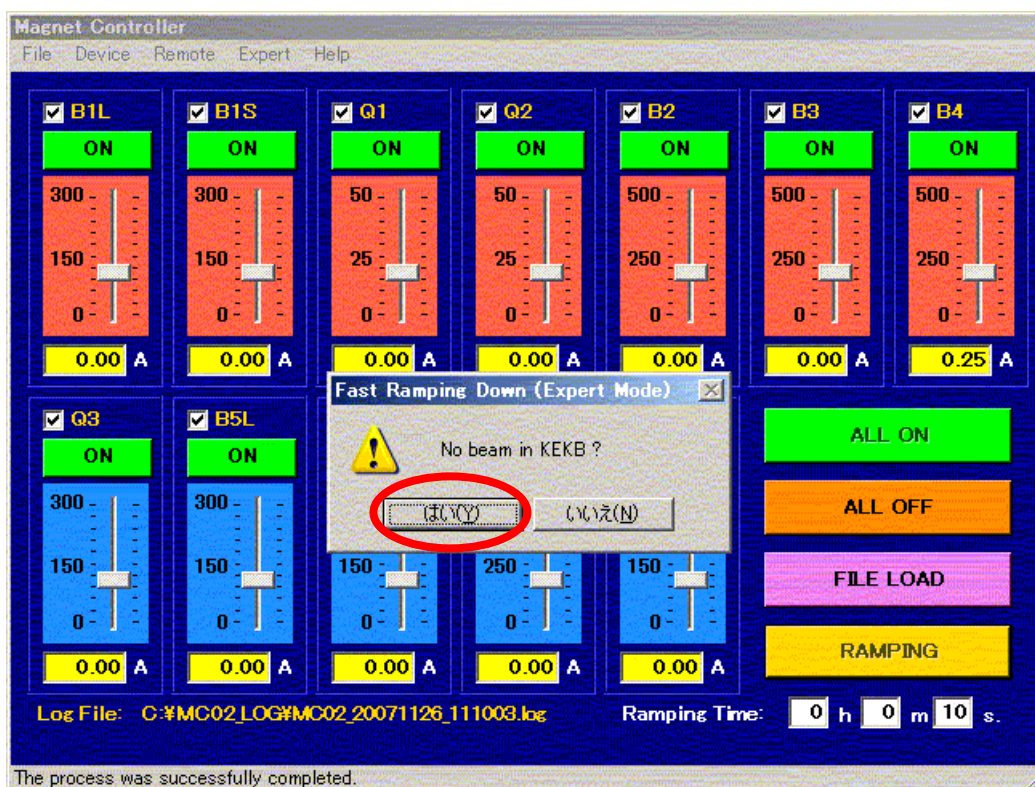 Magnet Controller
File Device Remote Expert Help
B1L B1S Q1 Q2 B2 B3 B4
ON ON ON ON ON ON ON
300 300 50 50 500 500 500
150 150 25 25 250 250 250
0 0 0 0 0 0 0
0.00 A 0.00 A 0.00 A 0.00 A 0.00 A 0.00 A 0.25 A
Fast Ramping Down (Expert Mode)
No beam in KEKB ?
はい(Y) いいえ(N)
Q3 B5L
ON ON
300 300
150 150 150 250 150
0 0 0 0 0
0.00 A 0.00 A 0.00 A 0.00 A 0.00 A
ALL ON
ALL OFF
FILE LOAD
RAMPING
Log File: C:¥MC02_LOG¥MC02_20071126_111003.log
Ramping Time: 0 h 0 m 10 s.
The process was successfully completed.